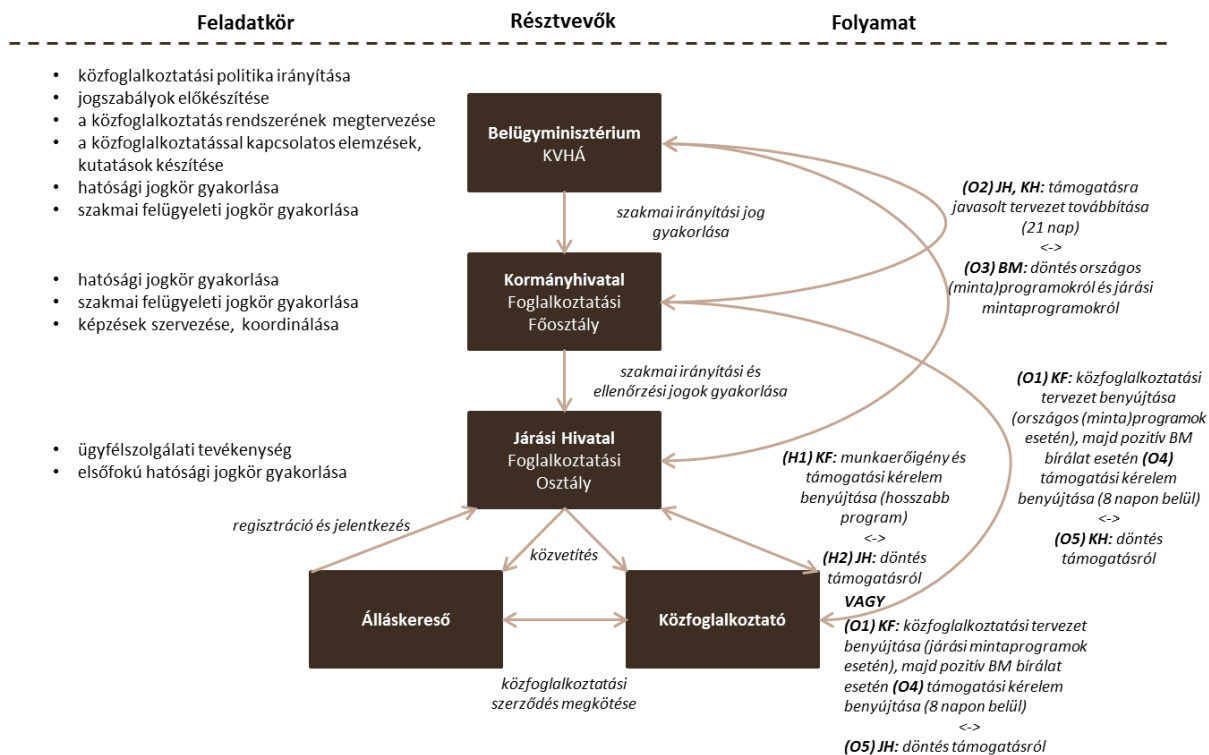 Feladatkör
Résztvevők
Folyamat
• közfoglalkoztatási politika irányítása
• jogszabályok előkészítése
• a közfoglalkoztatás rendszerének megtervezése
• a közfoglalkoztatással kapcsolatos elemzések,
kutatások készítése
• hatósági jogkör gyakorlása
• szakmai felügyeleti jogkör gyakorlása
Belügyminisztérium
KVHÁ
szakmai irányítási jog
gyakorlása
(O2) JH, KH: támogatásra
javasolt tervezet továbbítása
(21 nap)
<->
(O3) BM: döntés országos
(minta)programokról és járási
mintaprogramokról
• hatósági jogkör gyakorlása
• szakmai felügyeleti jogkör gyakorlása
• képzések szervezése, koordinálása
Kormányhivatal
Foglalkoztatási
Főosztály
szakmai irányítási és
ellenőrzési jogok gyakorlása
(O1) KF: közfoglalkoztatási
tervezet benyújtása
(országos (minta)programok
esetén), majd pozitív BM
bírálat esetén (O4)
támogatási kérelem
benyújtása (8 napon belül)
<->
(O5) KH: döntés
támogatásról
• ügyfélszolgálati tevékenység
• elsőfokú hatósági jogkör gyakorlása
Járási Hivatal
Foglalkoztatási
Osztály
(H1) KF: munkaerőigény és
támogatási kérelem
benyújtása (hosszabb
program)
<->
(H2) JH: döntés
támogatásról
VAGY
(O1) KF: közfoglalkoztatási tervezet
benyújtása (járási mintaprogramok
esetén), majd pozitív BM bírálat
esetén (O4) támogatási kérelem
benyújtása (8 napon belül)
<->
(O5) JH: döntés támogatásról
regisztráció és jelentkezés
közvetítés
Álláskereső
Közfoglalkoztató
közfoglalkoztatási
szerződés megkötése